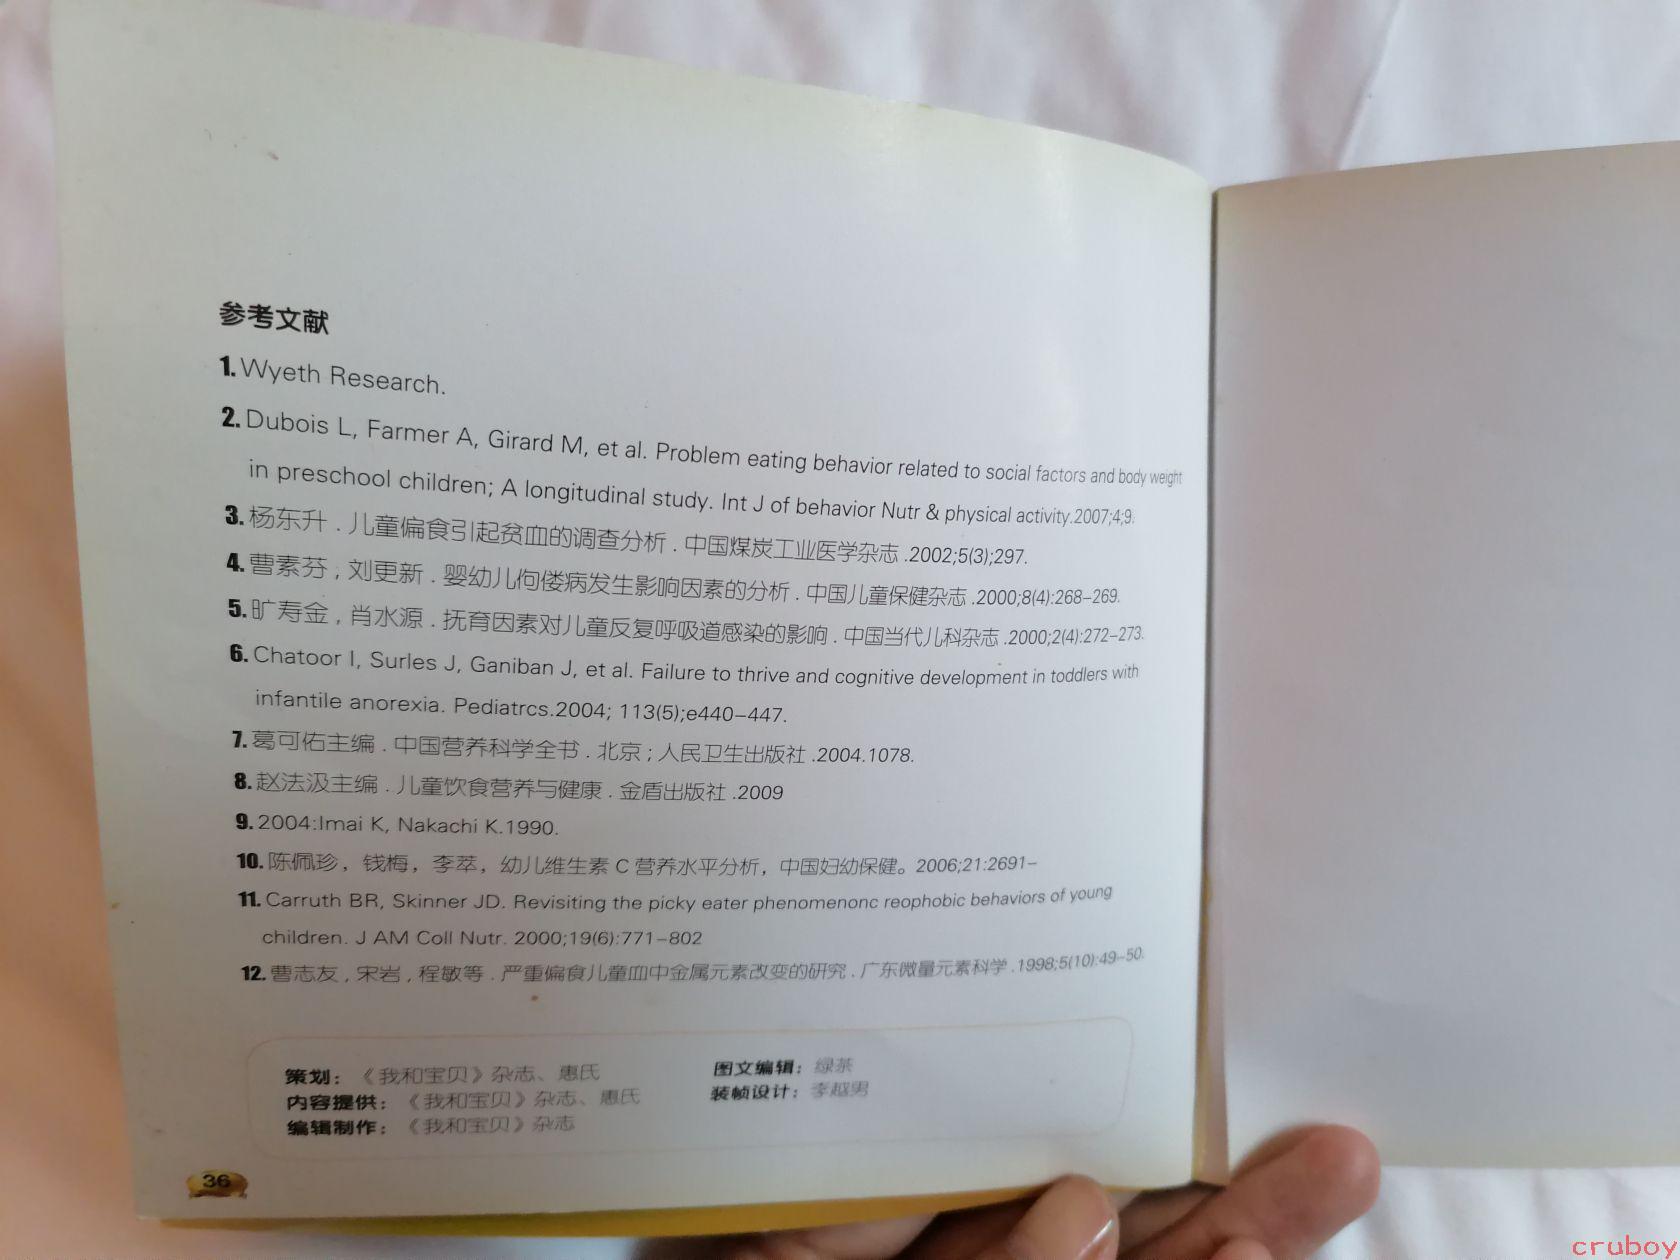 参考文献
1. Wyeth Research.
2. Dubois L, Farmer A, Girard M, et al. Problem eating behavior related to social factors and body weight
in preschool children; A longitudinal study. Int J of behavior Nutr & physical activity.2007;4;9.
3. 杨东升 . 儿童偏食引起贫血的调查分析 . 中国煤炭工业医学杂志 .2002;5(3);297.
4. 曹素芬 ; 刘更新 . 婴幼儿佝偻病发生影响因素的分析 . 中国儿童保健杂志 .2000;8(4):268-269.
5. 旷寿金 , 肖水源 . 抚育因素对儿童反复呼吸道感染的影响 . 中国当代儿科杂志 .2000;2(4):272-273.
6. Chatoor I, Surles J, Ganiban J, et al. Failure to thrive and cognitive development in toddlers with
infantile anorexia. Pediatrcs.2004; 113(5);e440-447.
7. 葛可佑主编 . 中国营养科学全书 . 北京 ; 人民卫生出版社 .2004.1078.
8. 赵法汲主编 . 儿童饮食营养与健康 . 金盾出版社 .2009
9. 2004:Imai K, Nakachi K.1990.
10. 陈佩珍，钱梅，李萃，幼儿维生素 C 营养水平分析，中国妇幼保健。2006;21:2691-
11. Carruth BR, Skinner JD. Revisiting the picky eater phenomenonc reophobic behaviors of young
children. J AM Coll Nutr. 2000;19(6):771-802
12. 曹志友 , 宋岩 , 程敏等 . 严重偏食儿童血中金属元素改变的研究 . 广东微量元素科学 .1998;5(10):49-50.
策划：《我和宝贝》杂志、惠氏
内容提供：《我和宝贝》杂志、惠氏
编辑制作：《我和宝贝》杂志
图文编辑：绿茶
装帧设计：李越男
36
cruboy